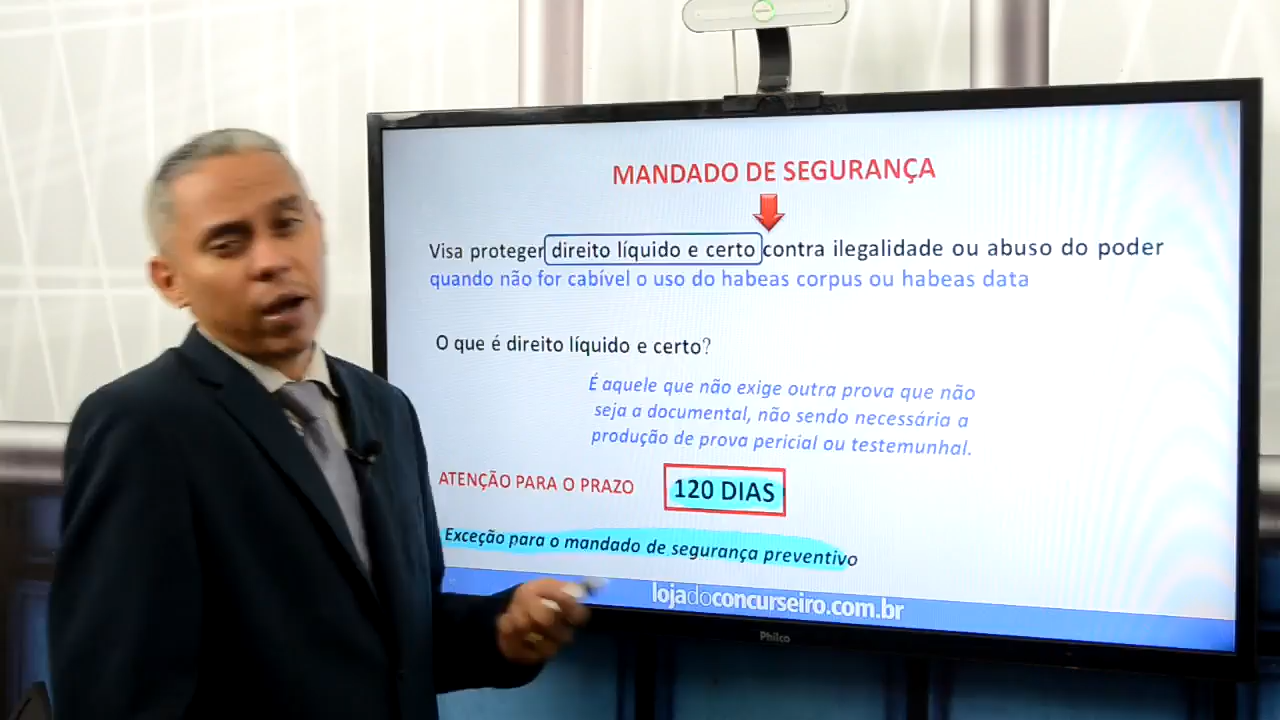 MANDADO DE SEGURANÇA
Visa proteger direito líquido e certo contra ilegalidade ou abuso do poder
quando não for cabível o uso do habeas corpus ou habeas data
O que é direito líquido e certo?
É aquele que não exige outra prova que não
seja a documental, não sendo necessária a
produção de prova pericial ou testemunhal.
ATENÇÃO PARA O PRAZO 120 DIAS
Exceção para o mandado de segurança preventivo
lojadoconcurseiro.com.br
Philco